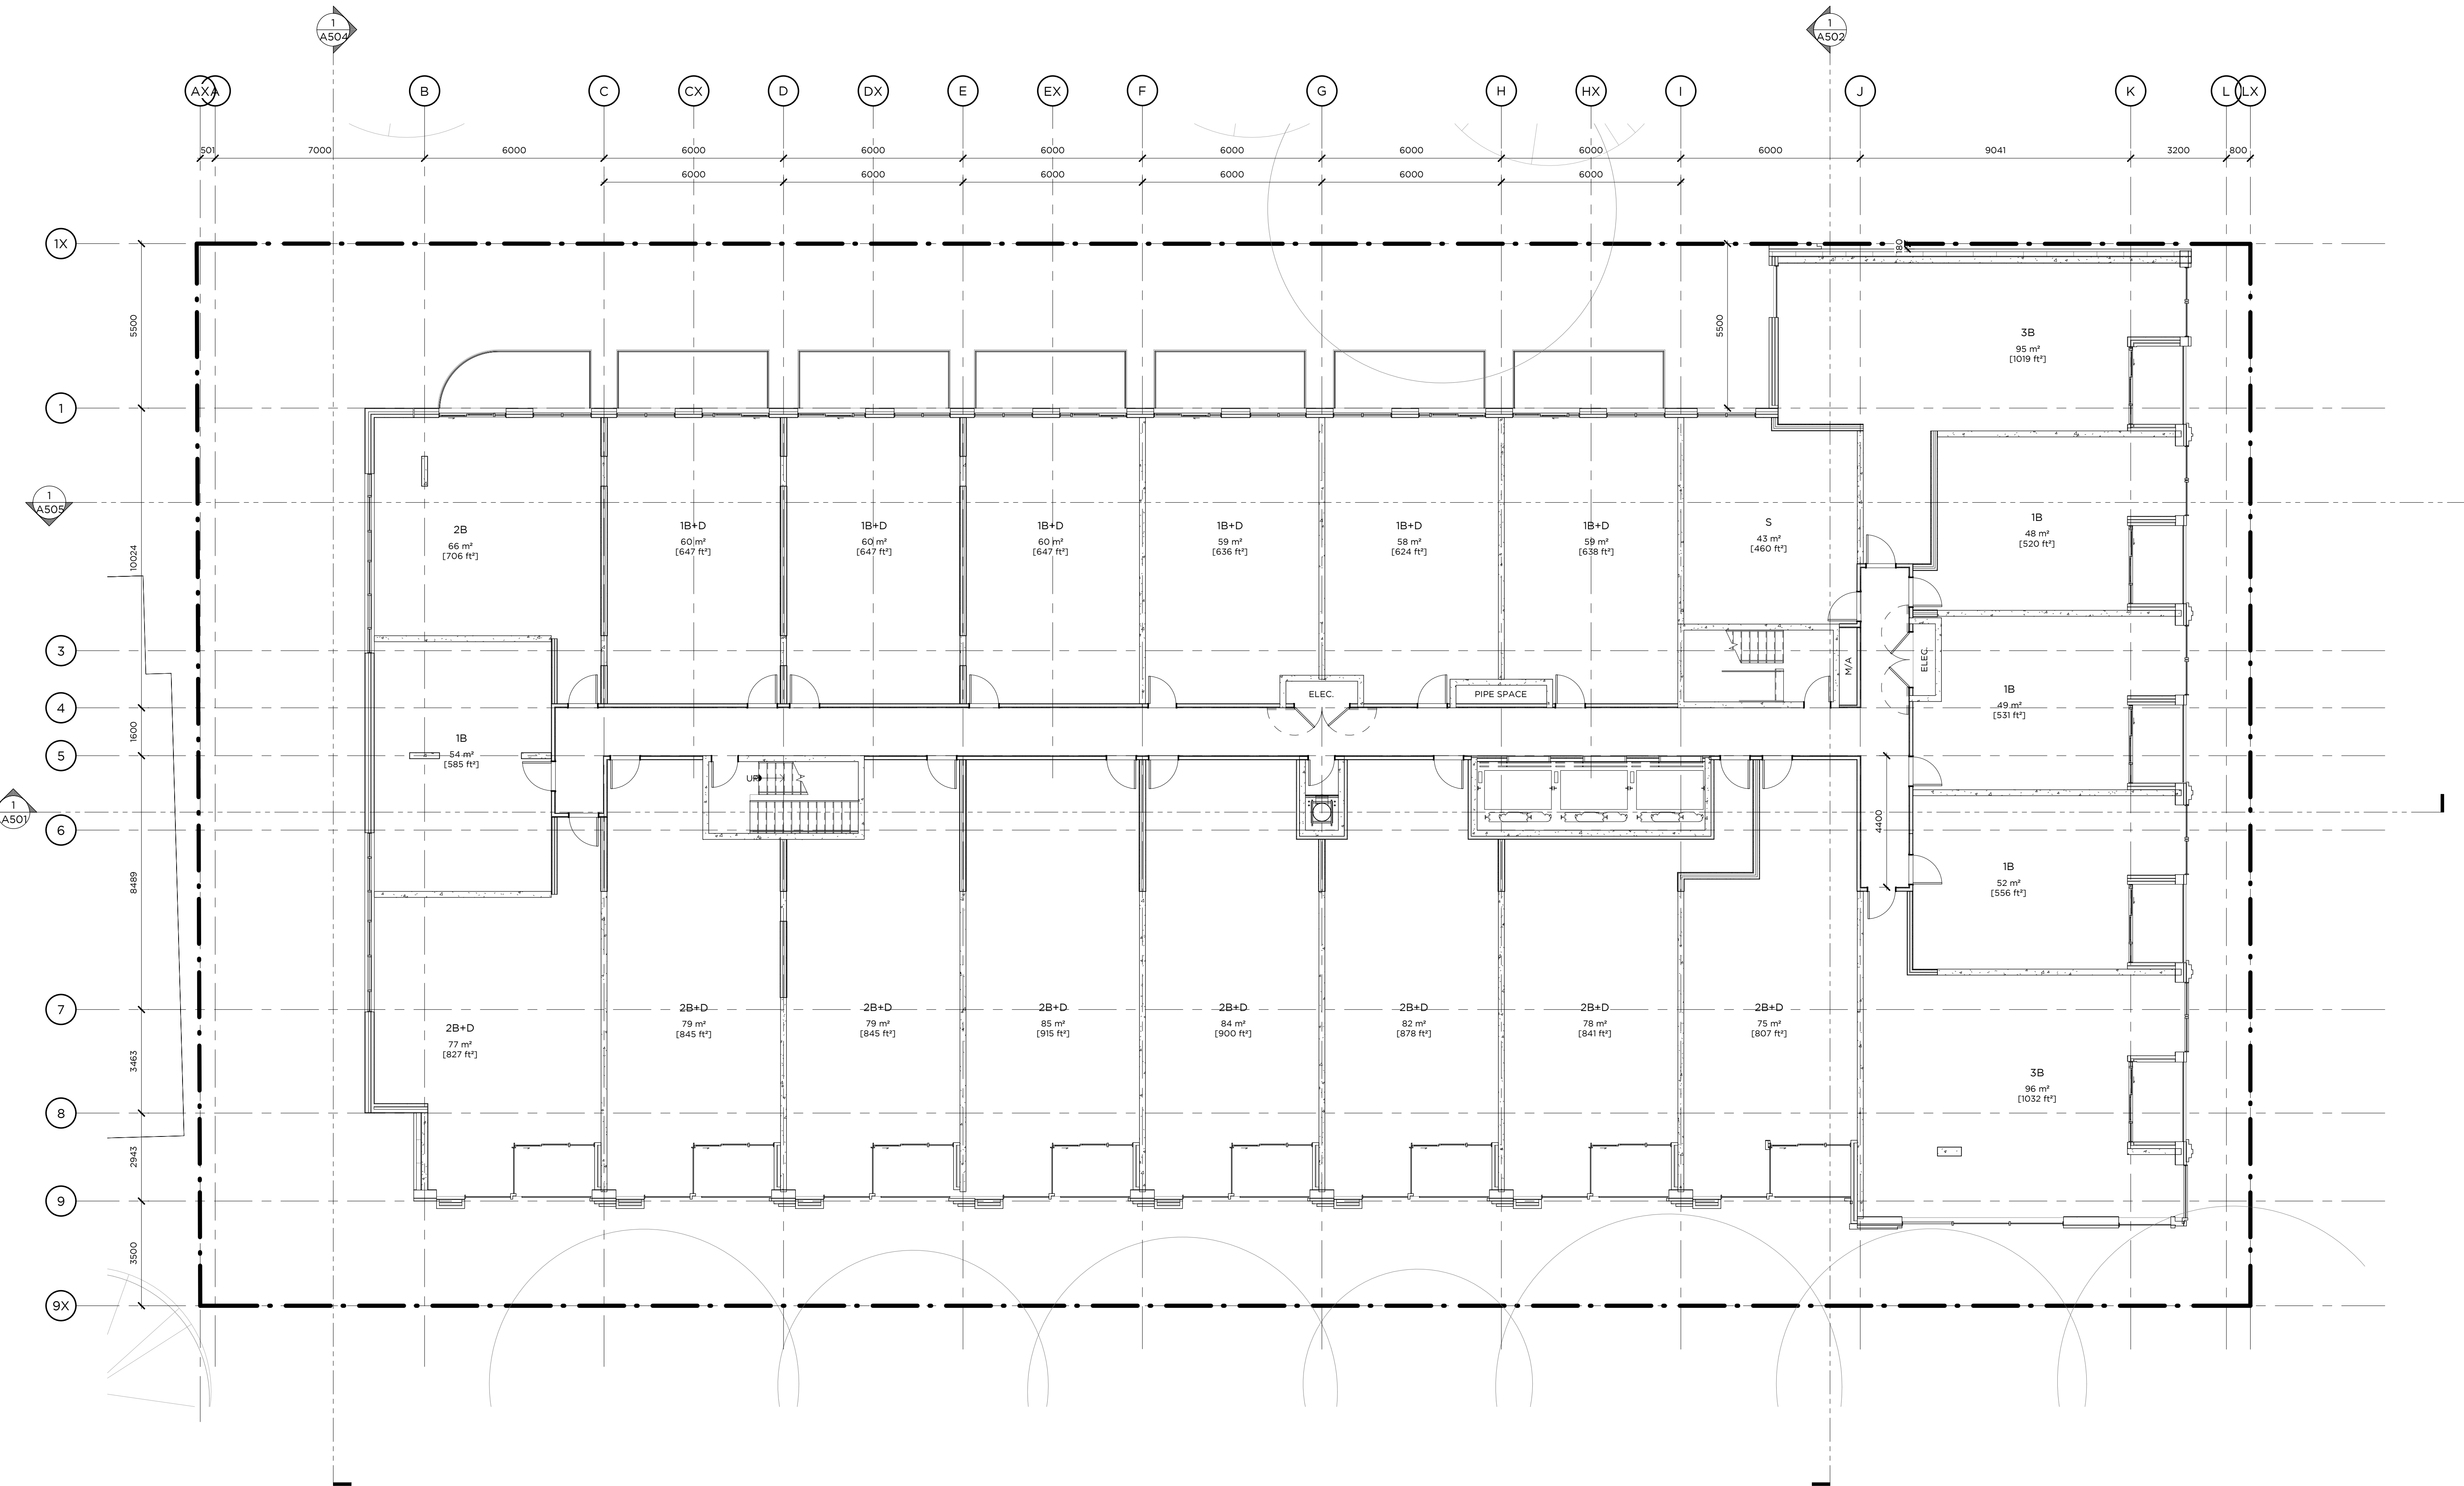 1
A504
1
A502
AX A B C CX D DX E EX F G H HX I J K L LX
501 7000 6000 6000 6000 6000 6000 6000 6000 6000 9041 3200 800
6000 6000 6000 6000 6000 6000
1X
180
5500
5500
3B
95 m²
[1019 ft²]
1
1
A505
10024
2B
66 m²
[706 ft²]
1B+D
60 m²
[647 ft²]
1B+D
60 m²
[647 ft²]
1B+D
60 m²
[647 ft²]
1B+D
59 m²
[636 ft²]
1B+D
58 m²
[624 ft²]
1B+D
59 m²
[638 ft²]
S
43 m²
[460 ft²]
1B
48 m²
[520 ft²]
3
M/A
ELEC.
4
ELEC.
PIPE SPACE
1B
49 m²
[531 ft²]
1600
5
1B
54 m²
[585 ft²]
UP
1
A501
6
4400
8489
1B
52 m²
[556 ft²]
7
2B+D
77 m²
[827 ft²]
2B+D
79 m²
[845 ft²]
2B+D
79 m²
[845 ft²]
2B+D
85 m²
[915 ft²]
2B+D
84 m²
[900 ft²]
2B+D
82 m²
[878 ft²]
2B+D
78 m²
[841 ft²]
2B+D
75 m²
[807 ft²]
3463
3B
96 m²
[1032 ft²]
8
2943
9
3500
9X